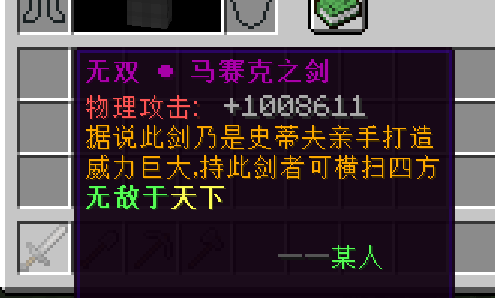 无双 ● 马赛克之剑
物理攻击: +1008611
据说此剑乃是史蒂夫亲手打造
威力巨大,持此剑者可横扫四方
无敌于天下
——某人